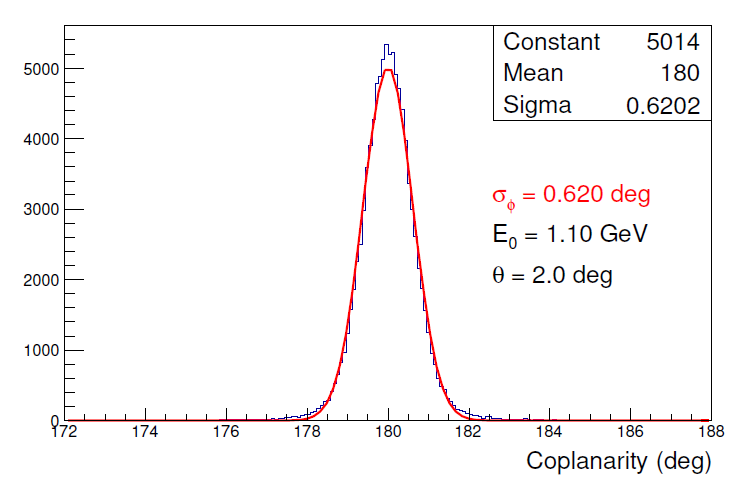 Constant 5014
Mean 180
Sigma 0.6202
σϕ = 0.620 deg
E0 = 1.10 GeV
θ = 2.0 deg
5000
4000
3000
2000
1000
0
172 174 176 178 180 182 184 186 188
Coplanarity (deg)